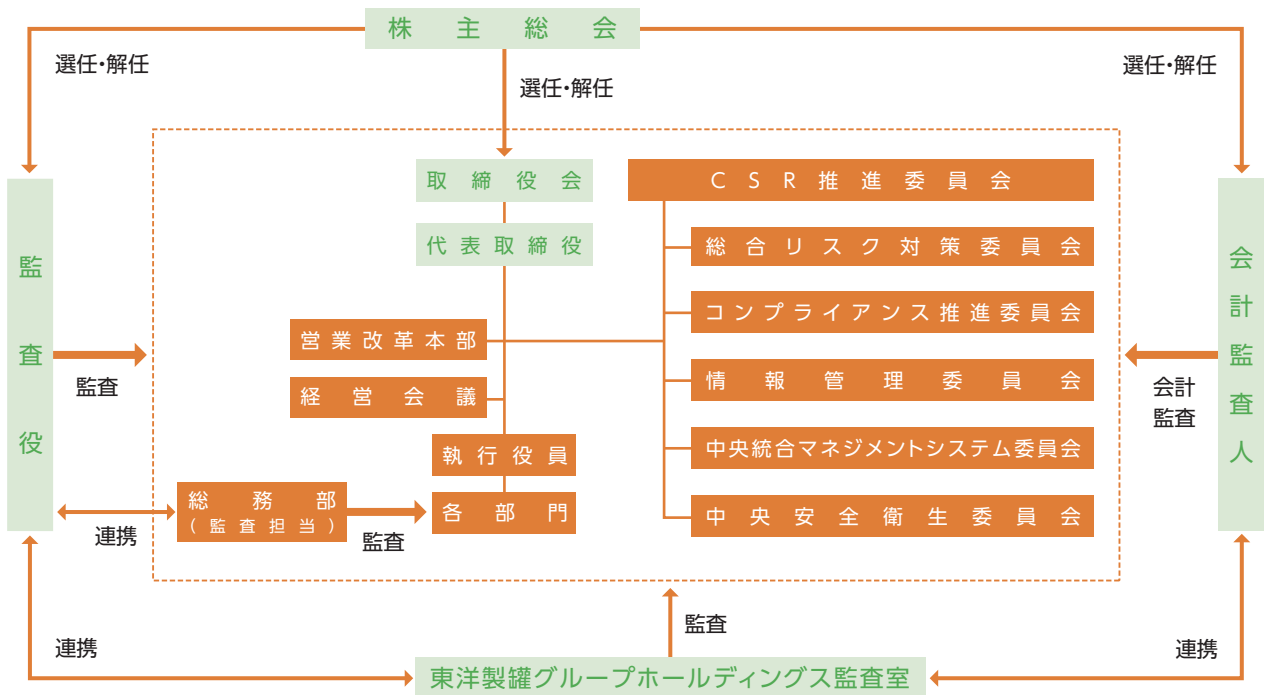 株主総会
選任・解任
選任・解任
選任・解任
取締役会
CSR推進委員会
代表取締役
総合リスク対策委員会
監査役
会計監査人
コンプライアンス推進委員会
営業改革本部
監査
情報管理委員会
会計
監査
経営会議
執行役員
中央統合マネジメントシステム委員会
総務部
(監査担当)
各部門
中央安全衛生委員会
連携
監査
監査
連携
連携
東洋製罐グループホールディングス監査室